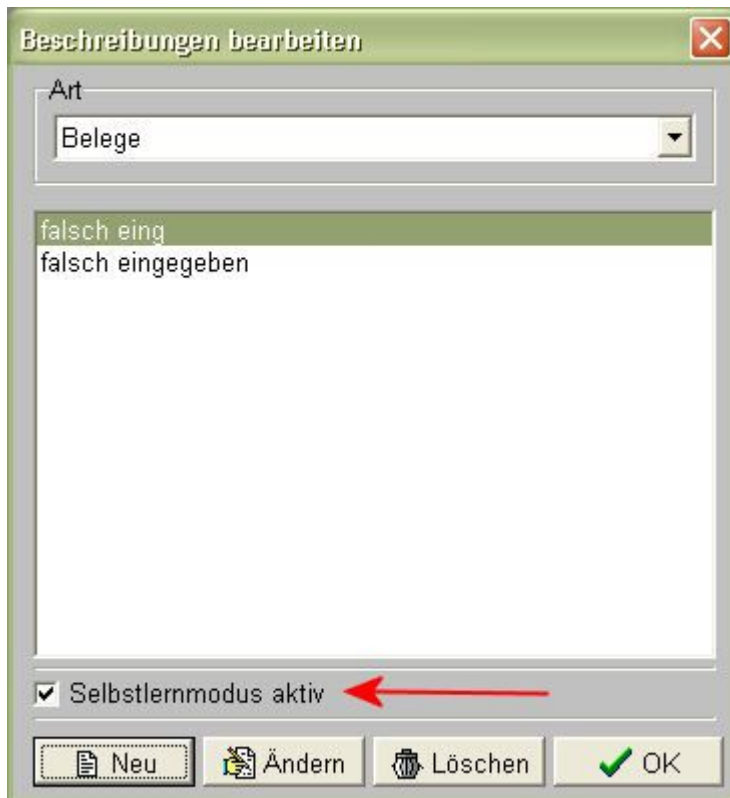 Beschreibungen bearbeiten
Art
Belege
falsch eing
falsch eingegeben
Selbstlernmodus aktiv
Neu Ändern Löschen OK